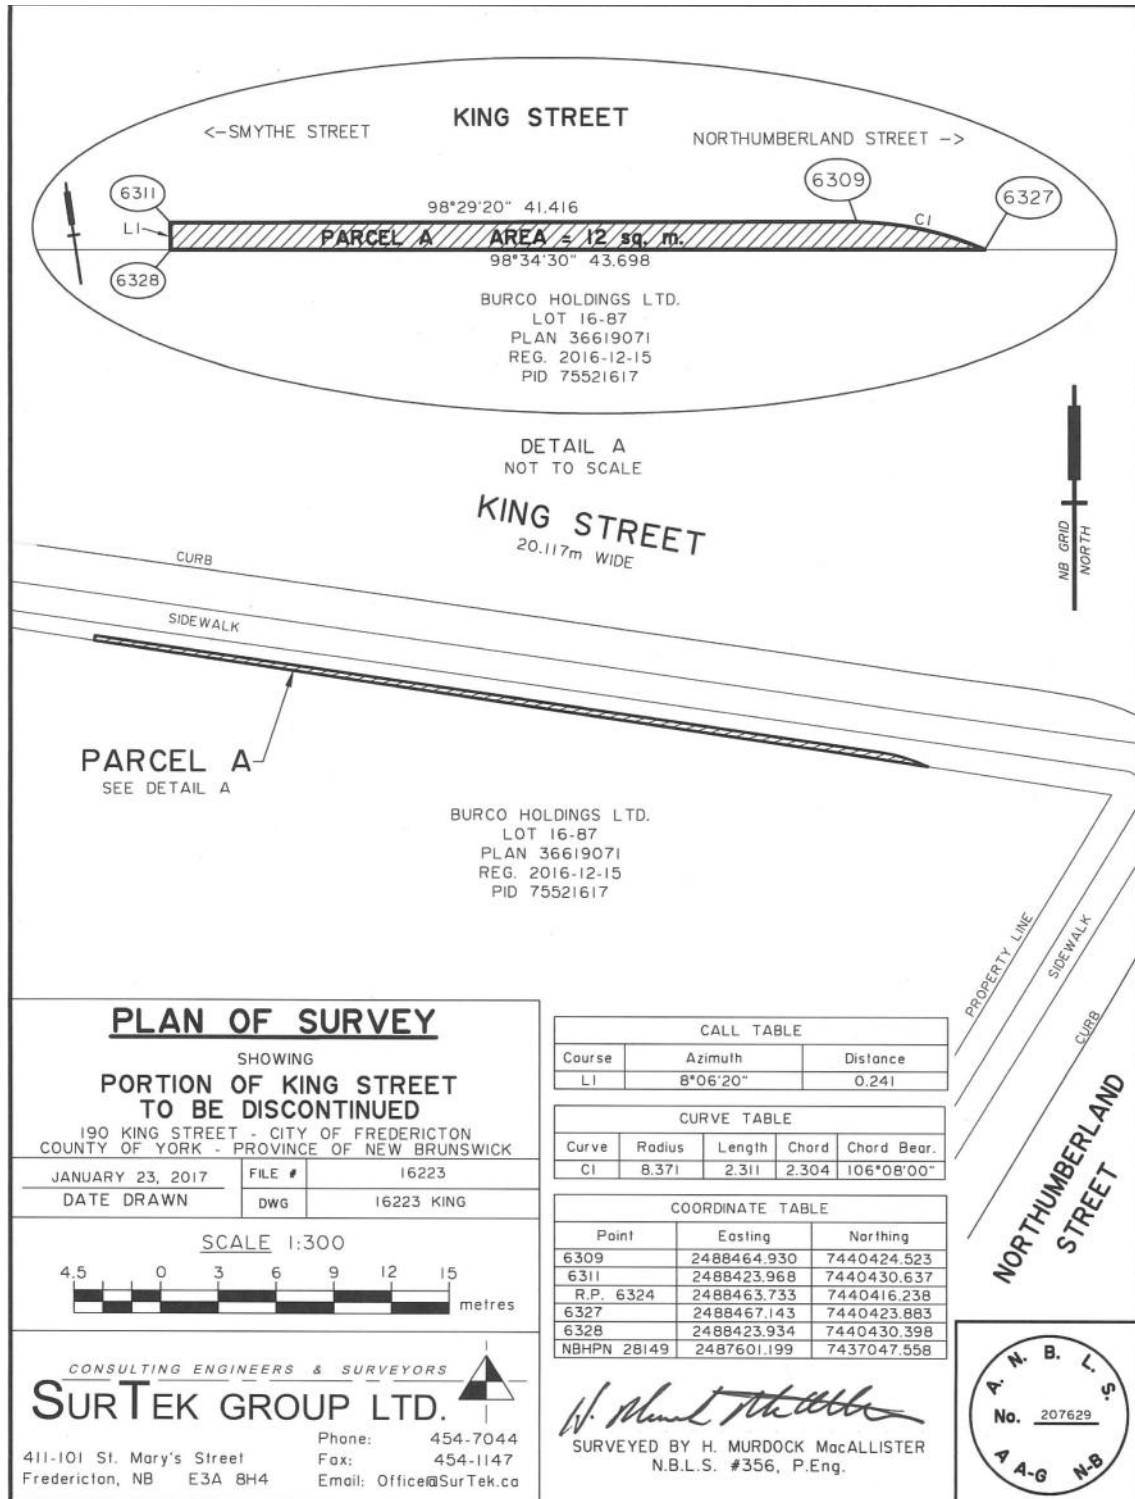 KING STREET
<-SMYTHE STREET
NORTHUMBERLAND STREET ->
6311
6309
6327
98°29'20" 41.416
C1
L1
PARCEL A AREA = 12 sq. m.
98°34'30" 43.698
6328
BURCO HOLDINGS LTD.
LOT 16-87
PLAN 36619071
REG. 2016-12-15
PID 75521617
DETAIL A
NOT TO SCALE
KING STREET
20.117m WIDE
NB GRID
NORTH
CURB
SIDEWALK
PARCEL A
SEE DETAIL A
BURCO HOLDINGS LTD.
LOT 16-87
PLAN 36619071
REG. 2016-12-15
PID 75521617
PROPERTY LINE
SIDEWALK
CURB
NORTHUMBERLAND
STREET
PLAN OF SURVEY
SHOWING
PORTION OF KING STREET
TO BE DISCONTINUED
190 KING STREET - CITY OF FREDERICTON
COUNTY OF YORK - PROVINCE OF NEW BRUNSWICK
JANUARY 23, 2017 FILE # 16223
DATE DRAWN DWG 16223 KING
SCALE 1:300
4.5 0 3 6 9 12 15
metres
CONSULTING ENGINEERS & SURVEYORS
SURTEK GROUP LTD.
411-101 St. Mary's Street
Fredericton, NB E3A 8H4
Phone: 454-7044
Fax: 454-1147
Email: Office@SurTek.ca
CALL TABLE
Course Azimuth Distance
L1 8°06'20" 0.241
CURVE TABLE
Curve Radius Length Chord Chord Bear.
C1 8.371 2.311 2.304 106°08'00"
COORDINATE TABLE
Point Easting Northing
6309 2488464.930 7440424.523
6311 2488423.968 7440430.637
R.P. 6324 2488463.733 7440416.238
6327 2488467.143 7440423.883
6328 2488423.934 7440430.398
NBHPN 28149 2487601.199 7437047.558
SURVEYED BY H. MURDOCK MacALLISTER
N.B.L.S. #356, P.Eng.
A. N. B. L. S.
No. 207629
A A-G N-B